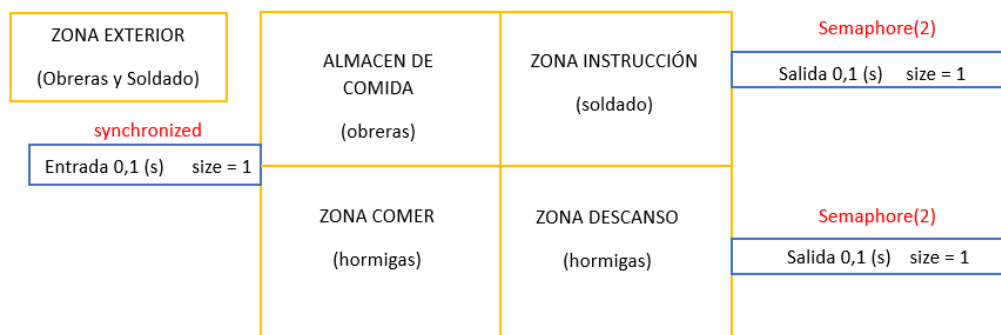 ZONA EXTERIOR
(Obreras y Soldado)
synchronized
Entrada 0,1 (s) size = 1
ALMACEN DE
COMIDA
(obreras)
ZONA INSTRUCCIÓN
(soldado)
Semaphore(2)
Salida 0,1 (s) size = 1
ZONA COMER
(hormigas)
ZONA DESCANSO
(hormigas)
Semaphore(2)
Salida 0,1 (s) size = 1